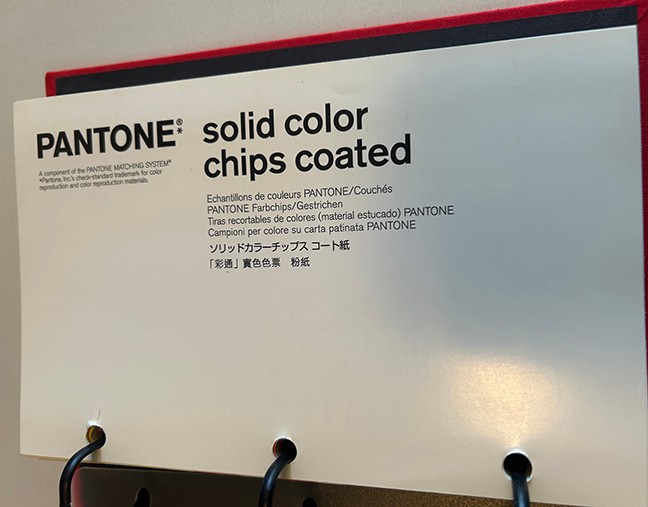 PANTONE®*
A component of the PANTONE MATCHING SYSTEM®
*Pantone, Inc.'s check-standard trademark for color
reproduction and color reproduction materials.
solid color
chips coated
Echantillons de couleurs PANTONE/Couchés
PANTONE Farbchips/Gestrichen
Tiras recortables de colores (material estucado) PANTONE
Campioni per colore su carta patinata PANTONE
ソリッドカラーチップス コート紙
「彩通」實色色票　粉紙